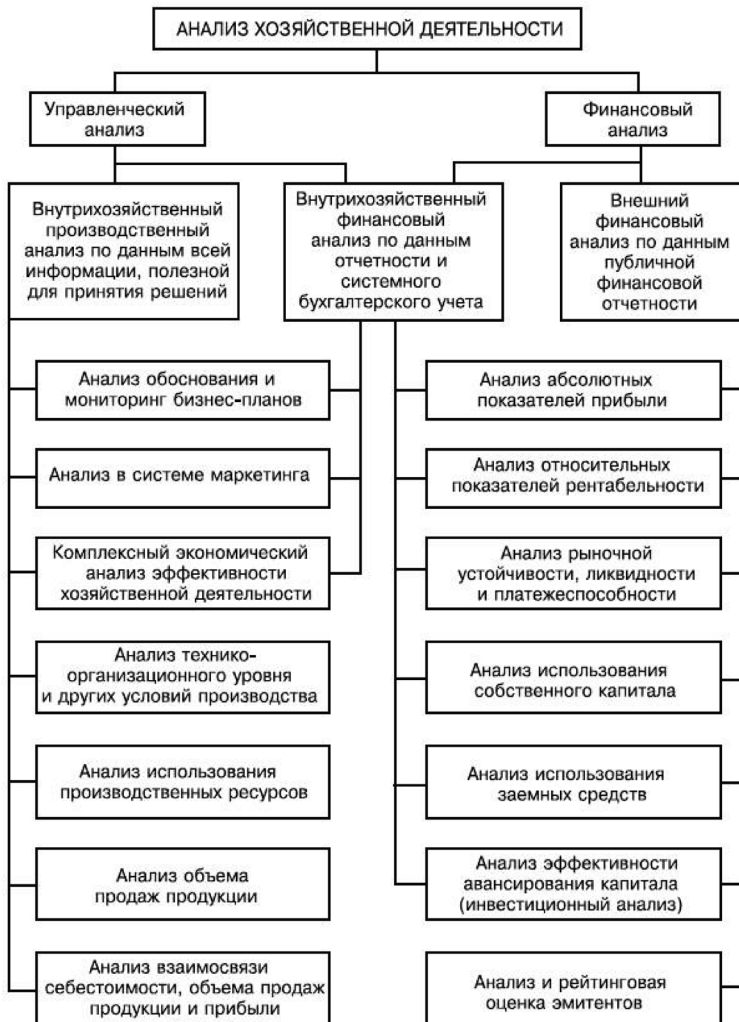 АНАЛИЗ ХОЗЯЙСТВЕННОЙ ДЕЯТЕЛЬНОСТИ
Управленческий
анализ
Финансовый
анализ
Внутрихозяйственный
производственный
анализ по данным всей
информации, полезной
для принятия решений
Внутрихозяйственный
финансовый
анализ по данным
отчетности и
системного
бухгалтерского учета
Внешний
финансовый
анализ по данным
публичной
финансовой
отчетности
Анализ обоснования и
мониторинг бизнес-планов
Анализ абсолютных
показателей прибыли
Анализ в системе маркетинга
Анализ относительных
показателей рентабельности
Комплексный экономический
анализ эффективности
хозяйственной деятельности
Анализ рыночной
устойчивости, ликвидности
и платежеспособности
Анализ технико-
организационного уровня
и других условий производства
Анализ использования
собственного капитала
Анализ использования
производственных ресурсов
Анализ использования
заемных средств
Анализ объема
продаж продукции
Анализ эффективности
авансирования капитала
(инвестиционный анализ)
Анализ взаимосвязи
себестоимости, объема продаж
продукции и прибыли
Анализ и рейтинговая
оценка эмитентов